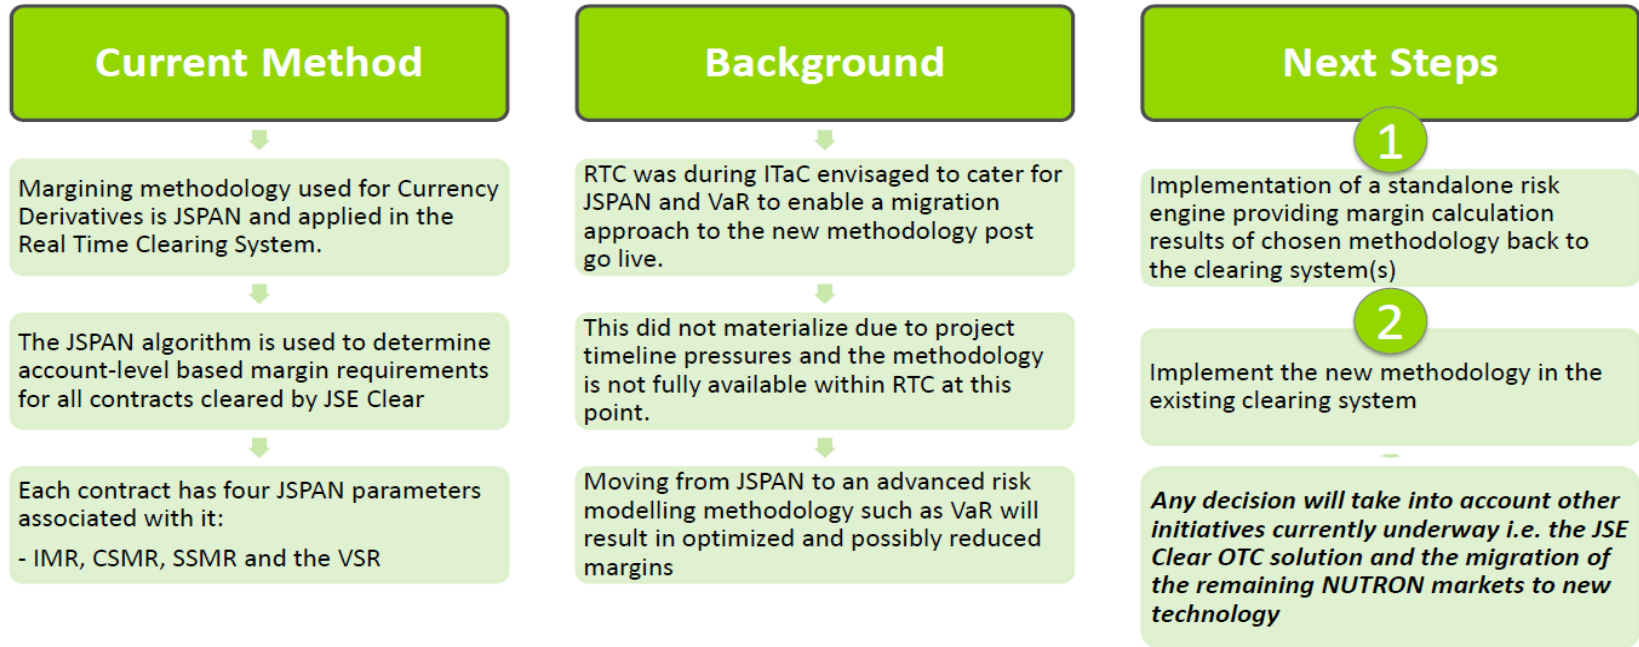 Current Method
Margining methodology used for Currency
Derivatives is JSPAN and applied in the
Real Time Clearing System.
The JSPAN algorithm is used to determine
account-level based margin requirements
for all contracts cleared by JSE Clear
Each contract has four JSPAN parameters
associated with it:
- IMR, CSMR, SSMR and the VSR
Background
RTC was during ITaC envisaged to cater for
JSPAN and VaR to enable a migration
approach to the new methodology post
go live.
This did not materialize due to project
timeline pressures and the methodology
is not fully available within RTC at this
point.
Moving from JSPAN to an advanced risk
modelling methodology such as VaR will
result in optimized and possibly reduced
margins
Next Steps
1
Implementation of a standalone risk
engine providing margin calculation
results of chosen methodology back to
the clearing system(s)
2
Implement the new methodology in the
existing clearing system
Any decision will take into account other
initiatives currently underway i.e. the JSE
Clear OTC solution and the migration of
the remaining NUTRON markets to new
technology